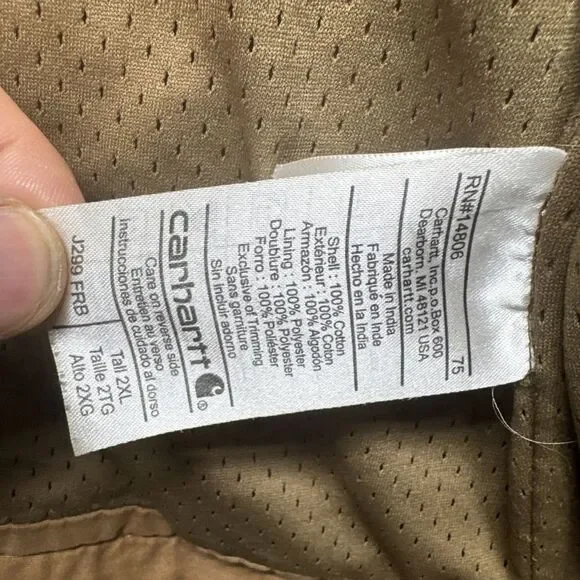 RN#14806 75
Carhartt, Inc,p.o.Box 600
Dearborn, MI 48121 USA
carhartt.com
Made in India
Fabriqué en Inde
Hecho en la India
Shell : 100% Cotton
Extérieur : 100% Coton
Armazón : 100% Algodón
Lining : 100% Polyester
Doublure : 100% Polyester
Forro : 100% Poliéster
Exclusive of Trimming
Sans garniture
Sin incluir adorno
carhartt®
Care on reverse side
Entretien au verso
Instrucciones de cuidado al dorso
J299 FRB
Tall 2XL
Taille 2TG
Alto 2XG